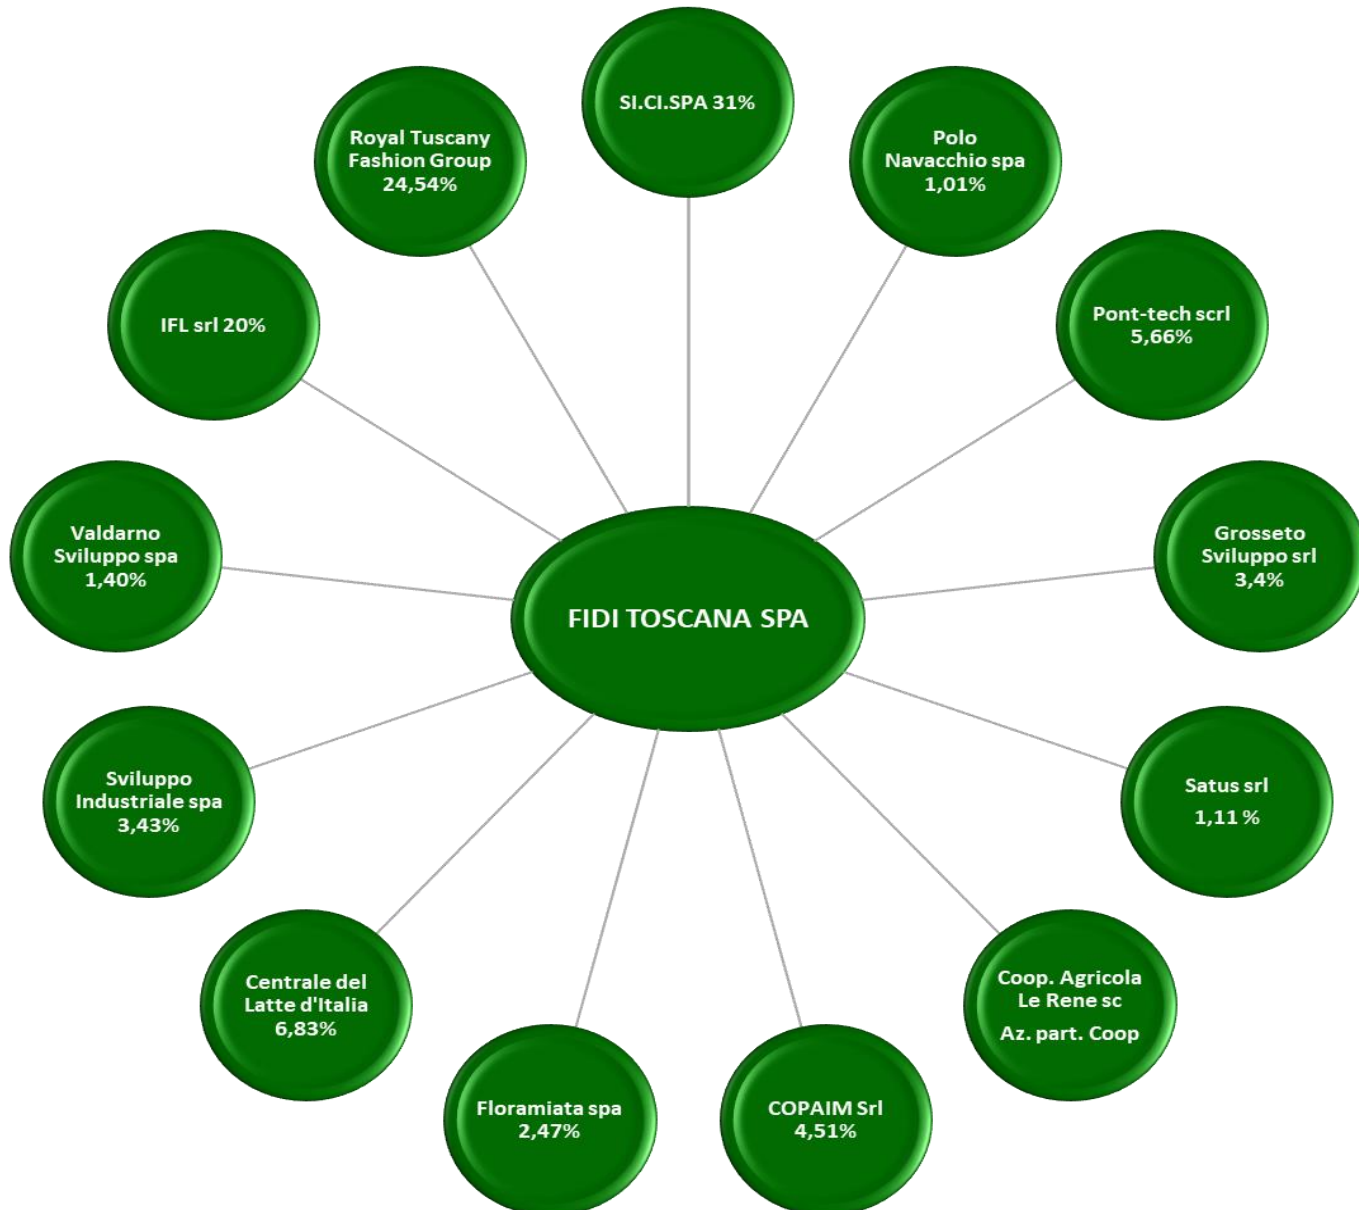 SI.CI.SPA 31%
Polo
Navacchio spa
1,01%
Pont-tech scrl
5,66%
Grosseto
Sviluppo srl
3,4%
Satus srl
1,11 %
Coop. Agricola
Le Rene sc
Az. part. Coop
COPAIM Srl
4,51%
Floramiata spa
2,47%
Centrale del
Latte d'Italia
6,83%
Sviluppo
Industriale spa
3,43%
Valdarno
Sviluppo spa
1,40%
IFL srl 20%
Royal Tuscany
Fashion Group
24,54%
FIDI TOSCANA SPA